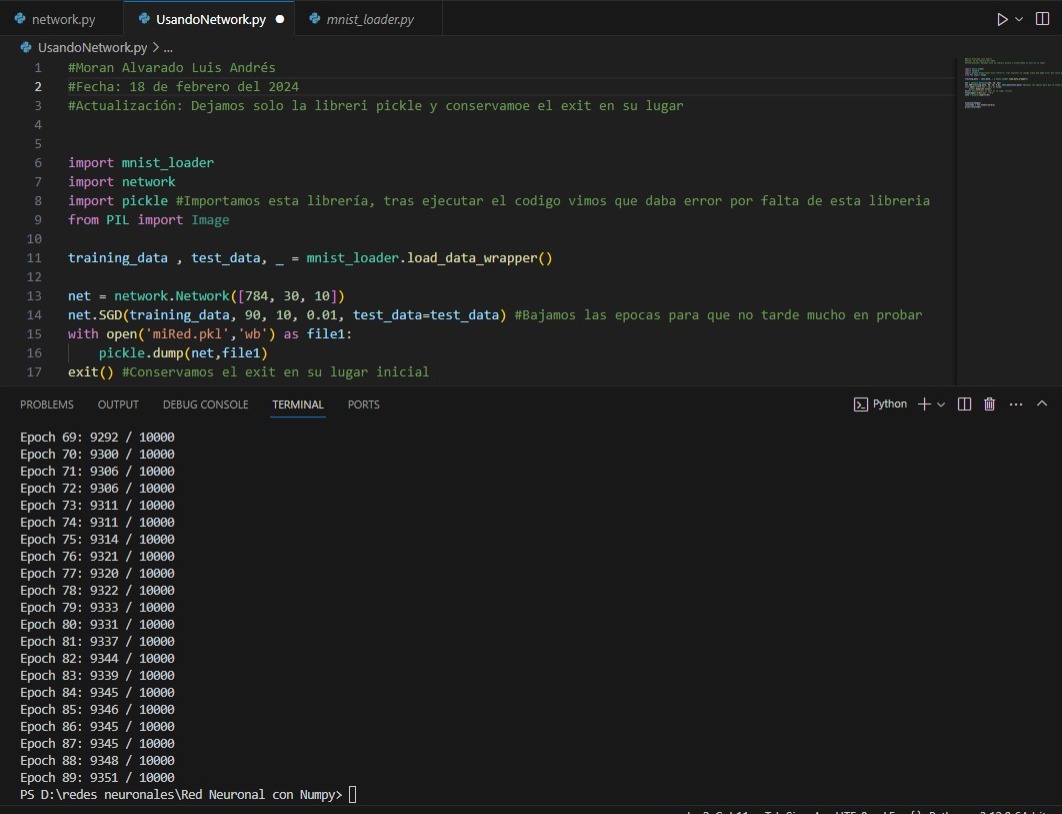 network.py UsandoNetwork.py mnist_loader.py
UsandoNetwork.py > ...
1 #Moran Alvarado Luis Andrés
2 #Fecha: 18 de febrero del 2024
3 #Actualización: Dejamos solo la libreri pickle y conservamoe el exit en su lugar
4
5
6 import mnist_loader
7 import network
8 import pickle #Importamos esta librería, tras ejecutar el codigo vimos que daba error por falta de esta libreria
9 from PIL import Image
10
11 training_data , test_data, _ = mnist_loader.load_data_wrapper()
12
13 net = network.Network([784, 30, 10])
14 net.SGD(training_data, 90, 10, 0.01, test_data=test_data) #Bajamos las epocas para que no tarde mucho en probar
15 with open('miRed.pkl','wb') as file1:
16 pickle.dump(net,file1)
17 exit() #Conservamos el exit en su lugar inicial
PROBLEMS OUTPUT DEBUG CONSOLE TERMINAL PORTS Python
Epoch 69: 9292 / 10000
Epoch 70: 9300 / 10000
Epoch 71: 9306 / 10000
Epoch 72: 9306 / 10000
Epoch 73: 9311 / 10000
Epoch 74: 9311 / 10000
Epoch 75: 9314 / 10000
Epoch 76: 9321 / 10000
Epoch 77: 9320 / 10000
Epoch 78: 9322 / 10000
Epoch 79: 9333 / 10000
Epoch 80: 9331 / 10000
Epoch 81: 9337 / 10000
Epoch 82: 9344 / 10000
Epoch 83: 9339 / 10000
Epoch 84: 9345 / 10000
Epoch 85: 9346 / 10000
Epoch 86: 9345 / 10000
Epoch 87: 9345 / 10000
Epoch 88: 9348 / 10000
Epoch 89: 9351 / 10000
PS D:\redes neuronales\Red Neuronal con Numpy>